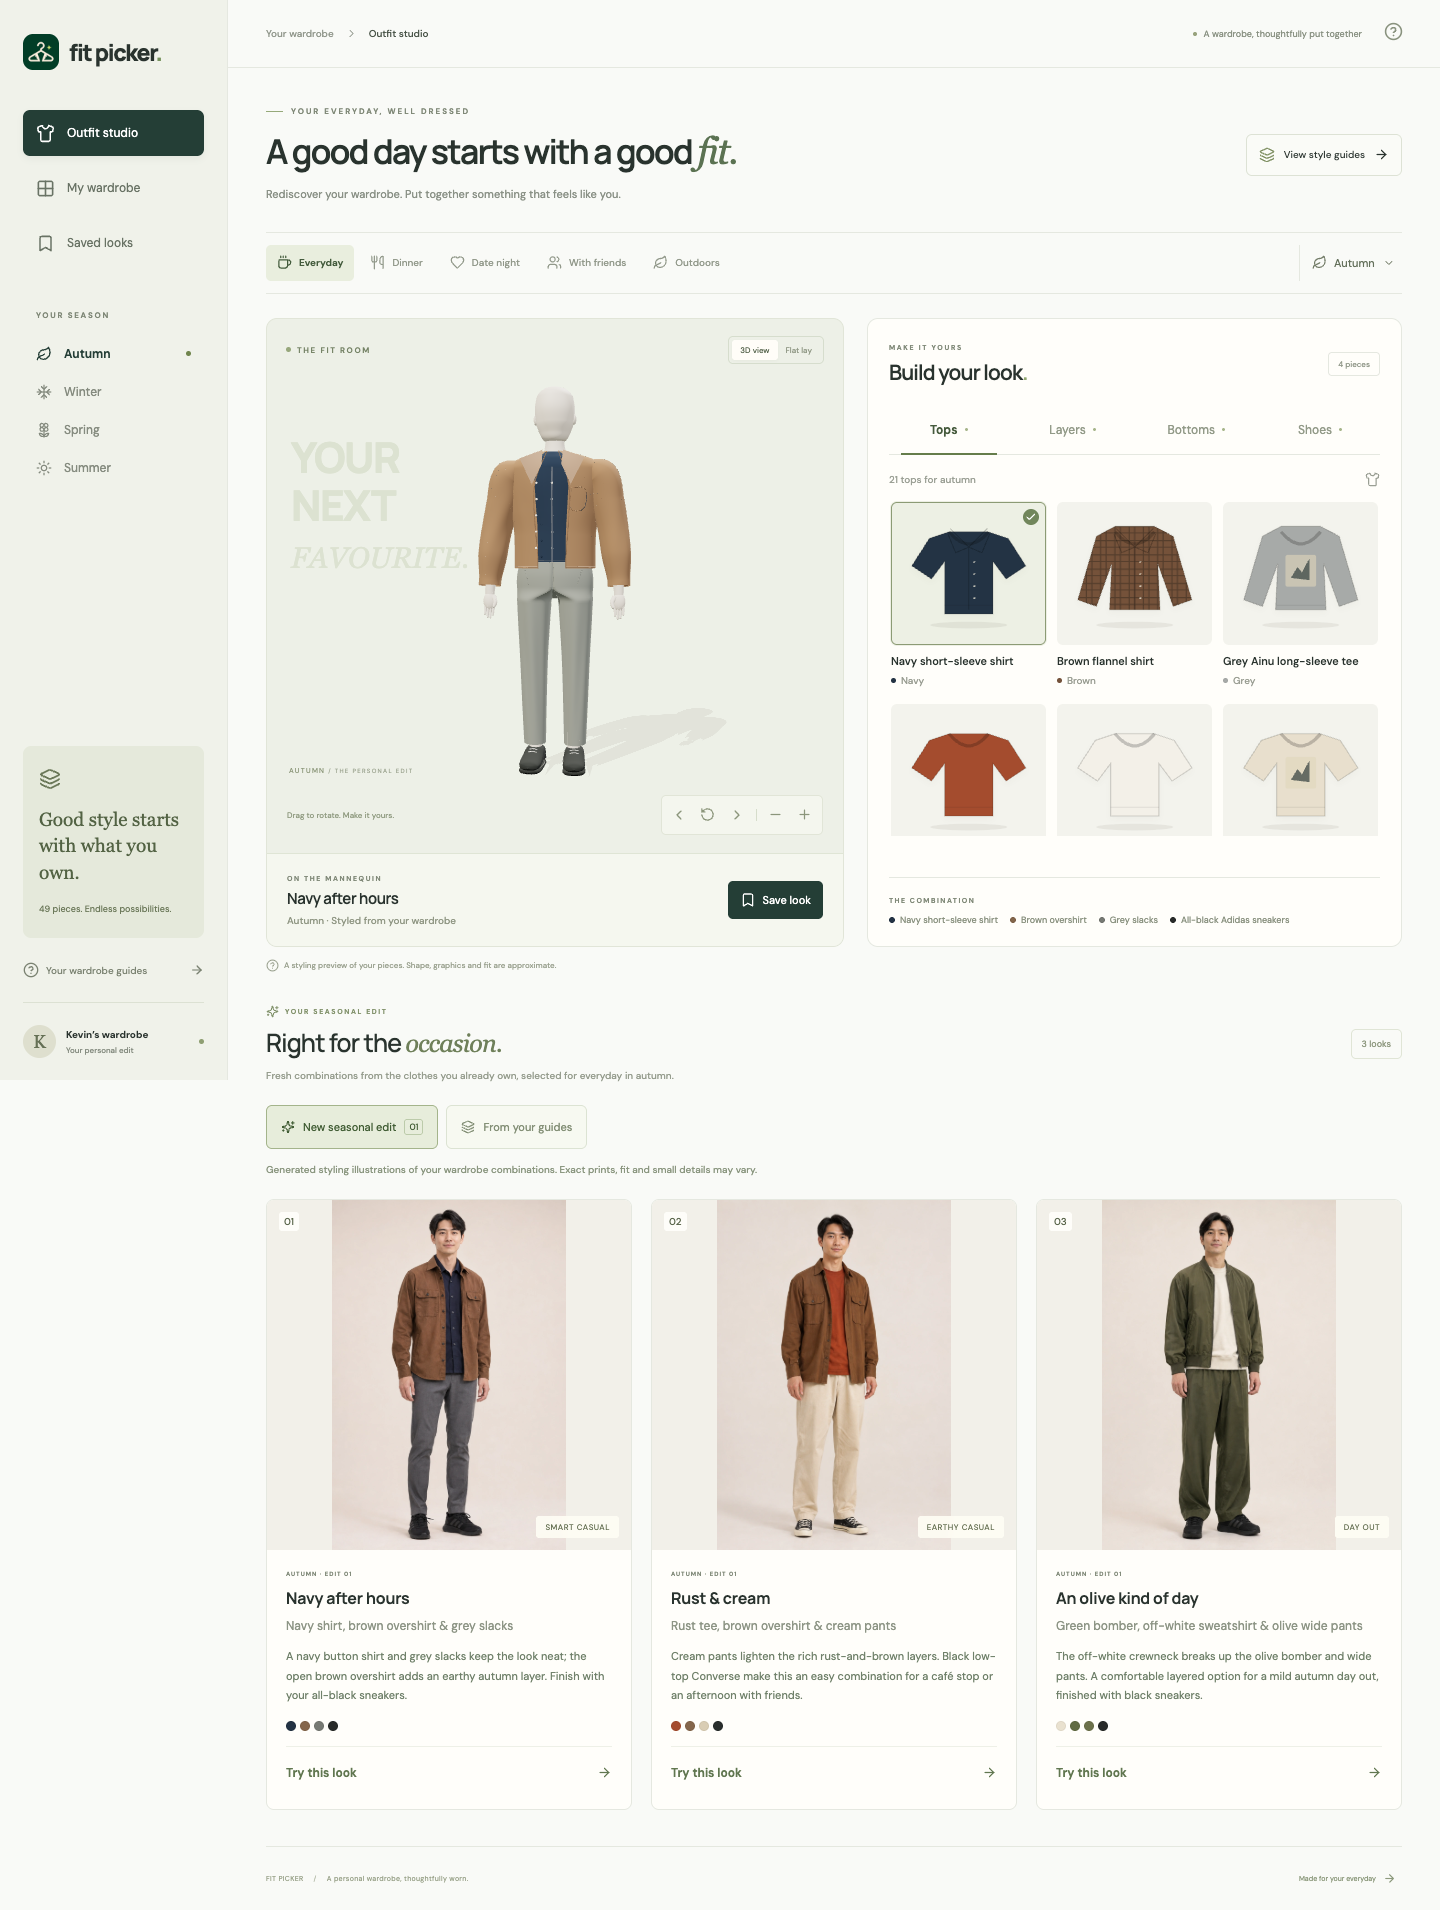 fit picker.
Outfit studio
My wardrobe
Saved looks
YOUR SEASON
Autumn
Winter
Spring
Summer
Good style starts
with what you
own.
49 pieces. Endless possibilities.
Your wardrobe guides
K
Kevin's wardrobe
Your personal edit
Your wardrobe
Outfit studio
A wardrobe, thoughtfully put together
YOUR EVERYDAY, WELL DRESSED
A good day starts with a good fit.
Rediscover your wardrobe. Put together something that feels like you.
View style guides
Everyday
Dinner
Date night
With friends
Outdoors
Autumn
THE FIT ROOM
3D view
Flat lay
YOUR
NEXT
FAVOURITE.
AUTUMN / THE PERSONAL EDIT
Drag to rotate. Make it yours.
ON THE MANNEQUIN
Navy after hours
Autumn · Styled from your wardrobe
Save look
MAKE IT YOURS
Build your look.
4 pieces
Tops
Layers
Bottoms
Shoes
21 tops for autumn
Navy short-sleeve shirt
Navy
Brown flannel shirt
Brown
Grey Ainu long-sleeve tee
Grey
THE COMBINATION
Navy short-sleeve shirt
Brown overshirt
Grey slacks
All-black Adidas sneakers
A styling preview of your pieces. Shape, graphics and fit are approximate.
YOUR SEASONAL EDIT
Right for the occasion.
3 looks
Fresh combinations from the clothes you already own, selected for everyday in autumn.
New seasonal edit 01
From your guides
Generated styling illustrations of your wardrobe combinations. Exact prints, fit and small details may vary.
01
SMART CASUAL
AUTUMN · EDIT 01
Navy after hours
Navy shirt, brown overshirt & grey slacks
A navy button shirt and grey slacks keep the look neat; the
open brown overshirt adds an earthy autumn layer. Finish with
your all-black sneakers.
Try this look
02
EARTHY CASUAL
AUTUMN · EDIT 01
Rust & cream
Rust tee, brown overshirt & cream pants
Cream pants lighten the rich rust-and-brown layers. Black low-
top Converse make this an easy combination for a café stop or
an afternoon with friends.
Try this look
03
DAY OUT
AUTUMN · EDIT 01
An olive kind of day
Green bomber, off-white sweatshirt & olive wide pants
The off-white crewneck breaks up the olive bomber and wide
pants. A comfortable layered option for a mild autumn day out,
finished with black sneakers.
Try this look
FIT PICKER / A personal wardrobe, thoughtfully worn.
Made for your everyday